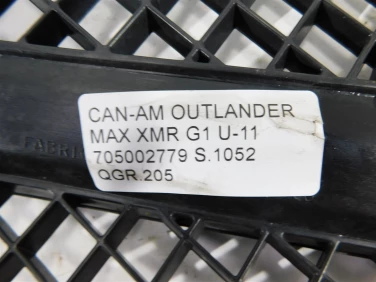 CAN-AM OUTLANDER
MAX XMR G1 U-11
705002779 S.1052
QGR.205